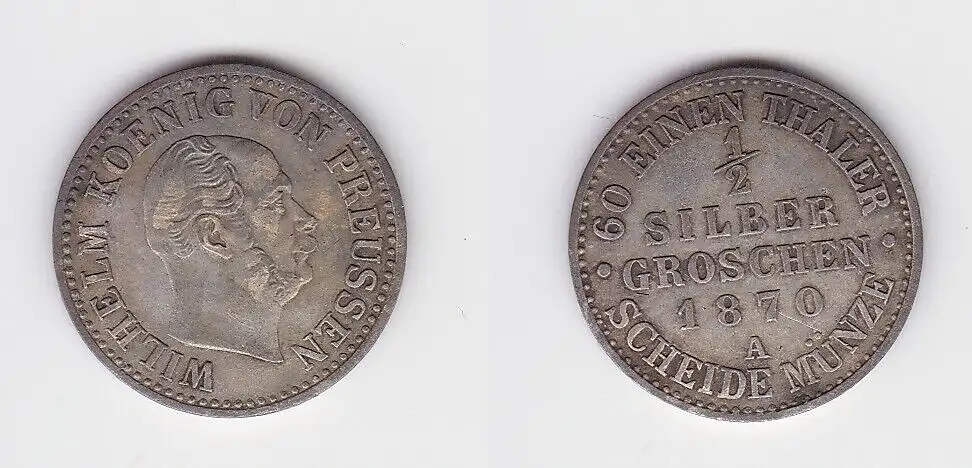 WILHELM KOENIG VON PREUSSEN
60 EINEN THALER
1/2
SILBER
GROSCHEN
1870
A
SCHEIDE MÜNZE